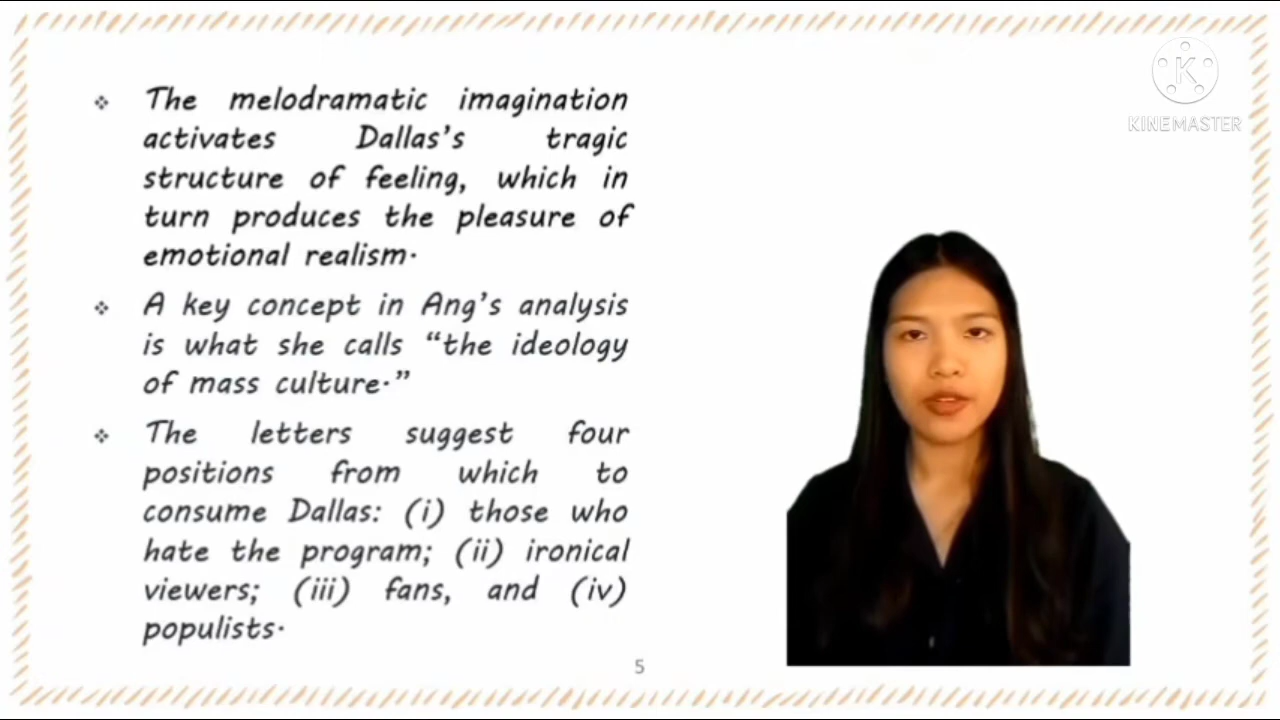 The melodramatic imagination
activates Dallas's tragic
structure of feeling, which in
turn produces the pleasure of
emotional realism.
A key concept in Ang's analysis
is what she calls “the ideology
of mass culture.”
The letters suggest four
positions from which to
consume Dallas: (i) those who
hate the program; (ii) ironical
viewers; (iii) fans, and (iv)
populists.
5
K
KINEMASTER